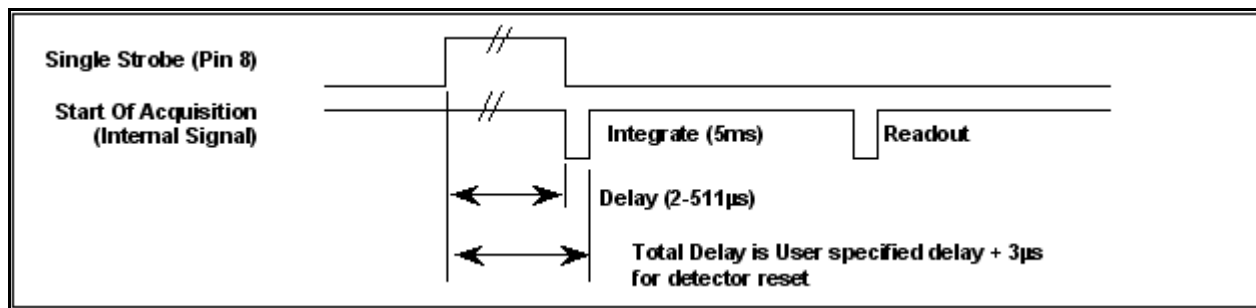 Single Strobe (Pin 8)
Start Of Acquisition
(Internal Signal)
Integrate (5ms)
Readout
Delay (2-511µs)
Total Delay is User specified delay + 3µs
for detector reset